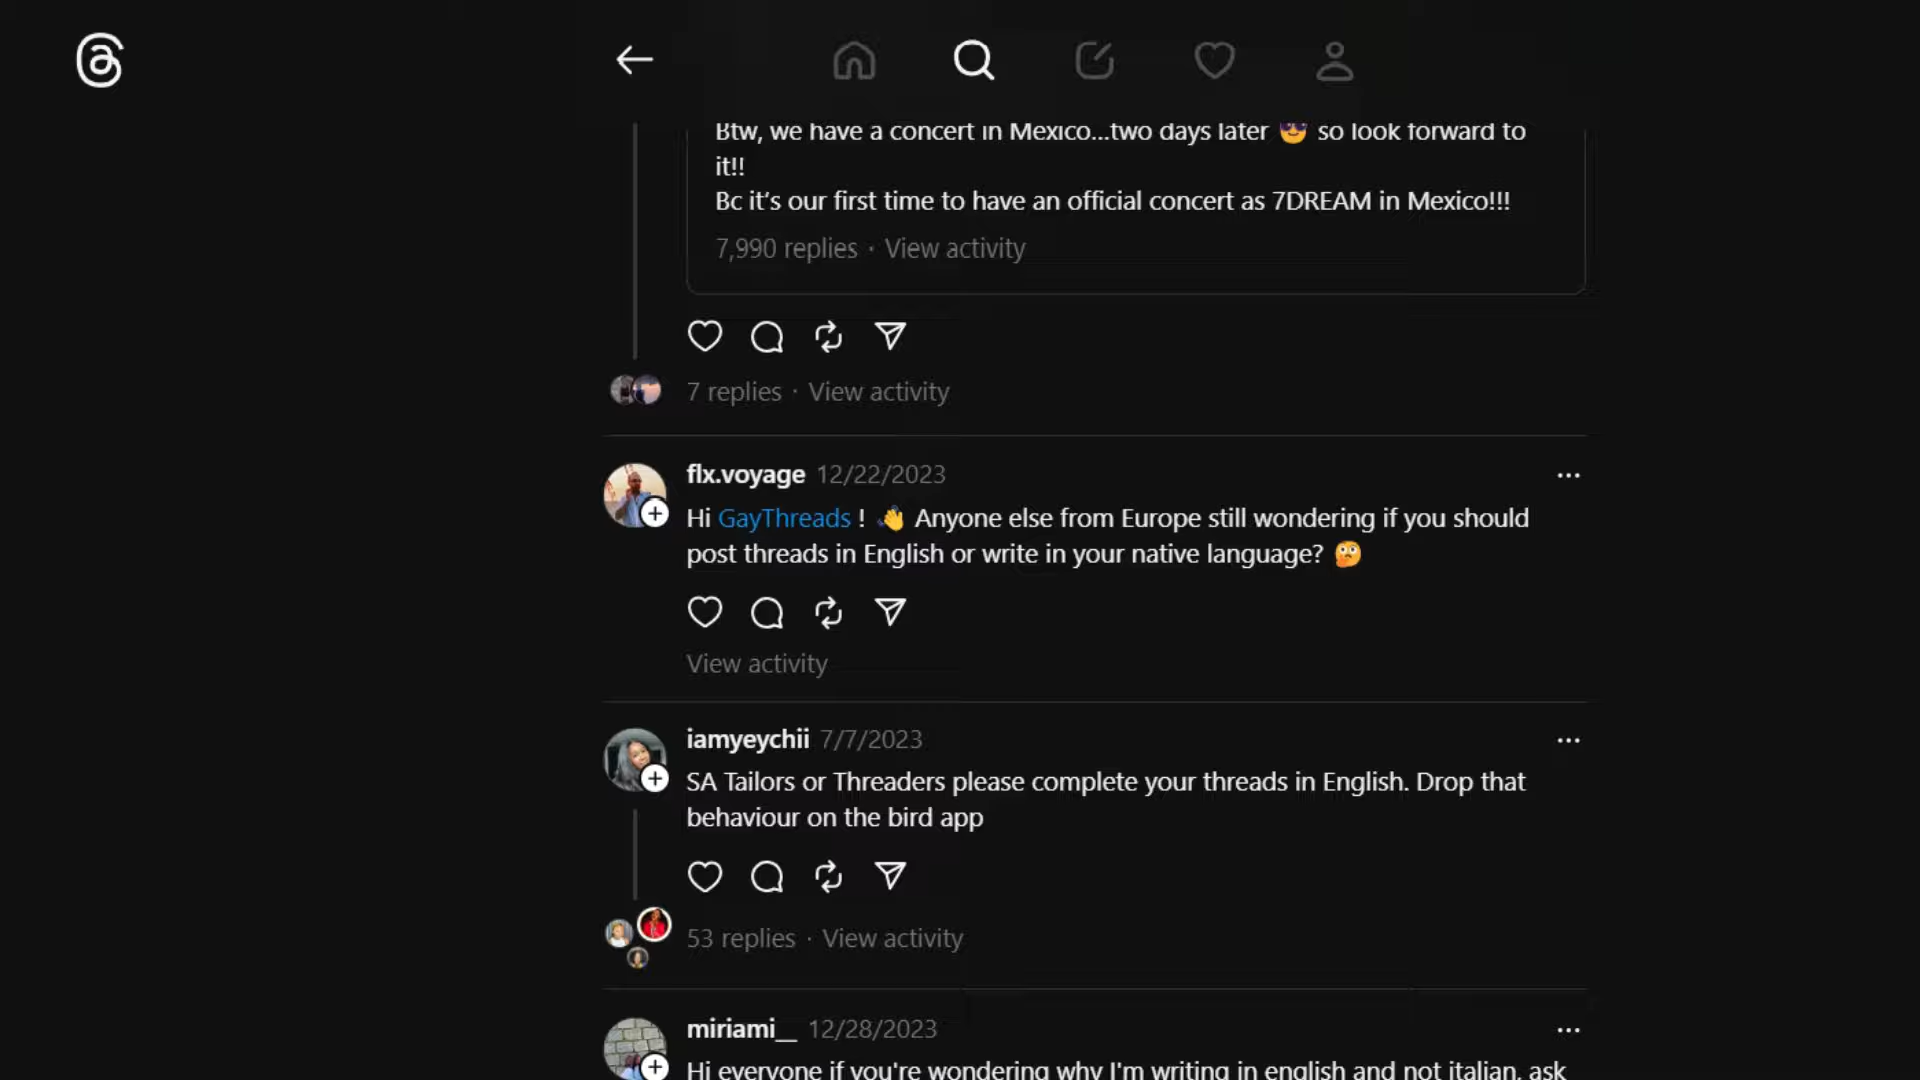 Btw, we have a concert in Mexico...two days later 😎 so look forward to
it!!
Bc it's our first time to have an official concert as 7DREAM in Mexico!!!
7,990 replies · View activity
7 replies · View activity
flx.voyage 12/22/2023
Hi GayThreads ! 👋 Anyone else from Europe still wondering if you should
post threads in English or write in your native language? 🤔
View activity
iamyeychii 7/7/2023
SA Tailors or Threaders please complete your threads in English. Drop that
behaviour on the bird app
53 replies · View activity
miriami__ 12/28/2023
Hi everyone if you're wondering why I'm writing in english and not italian, ask